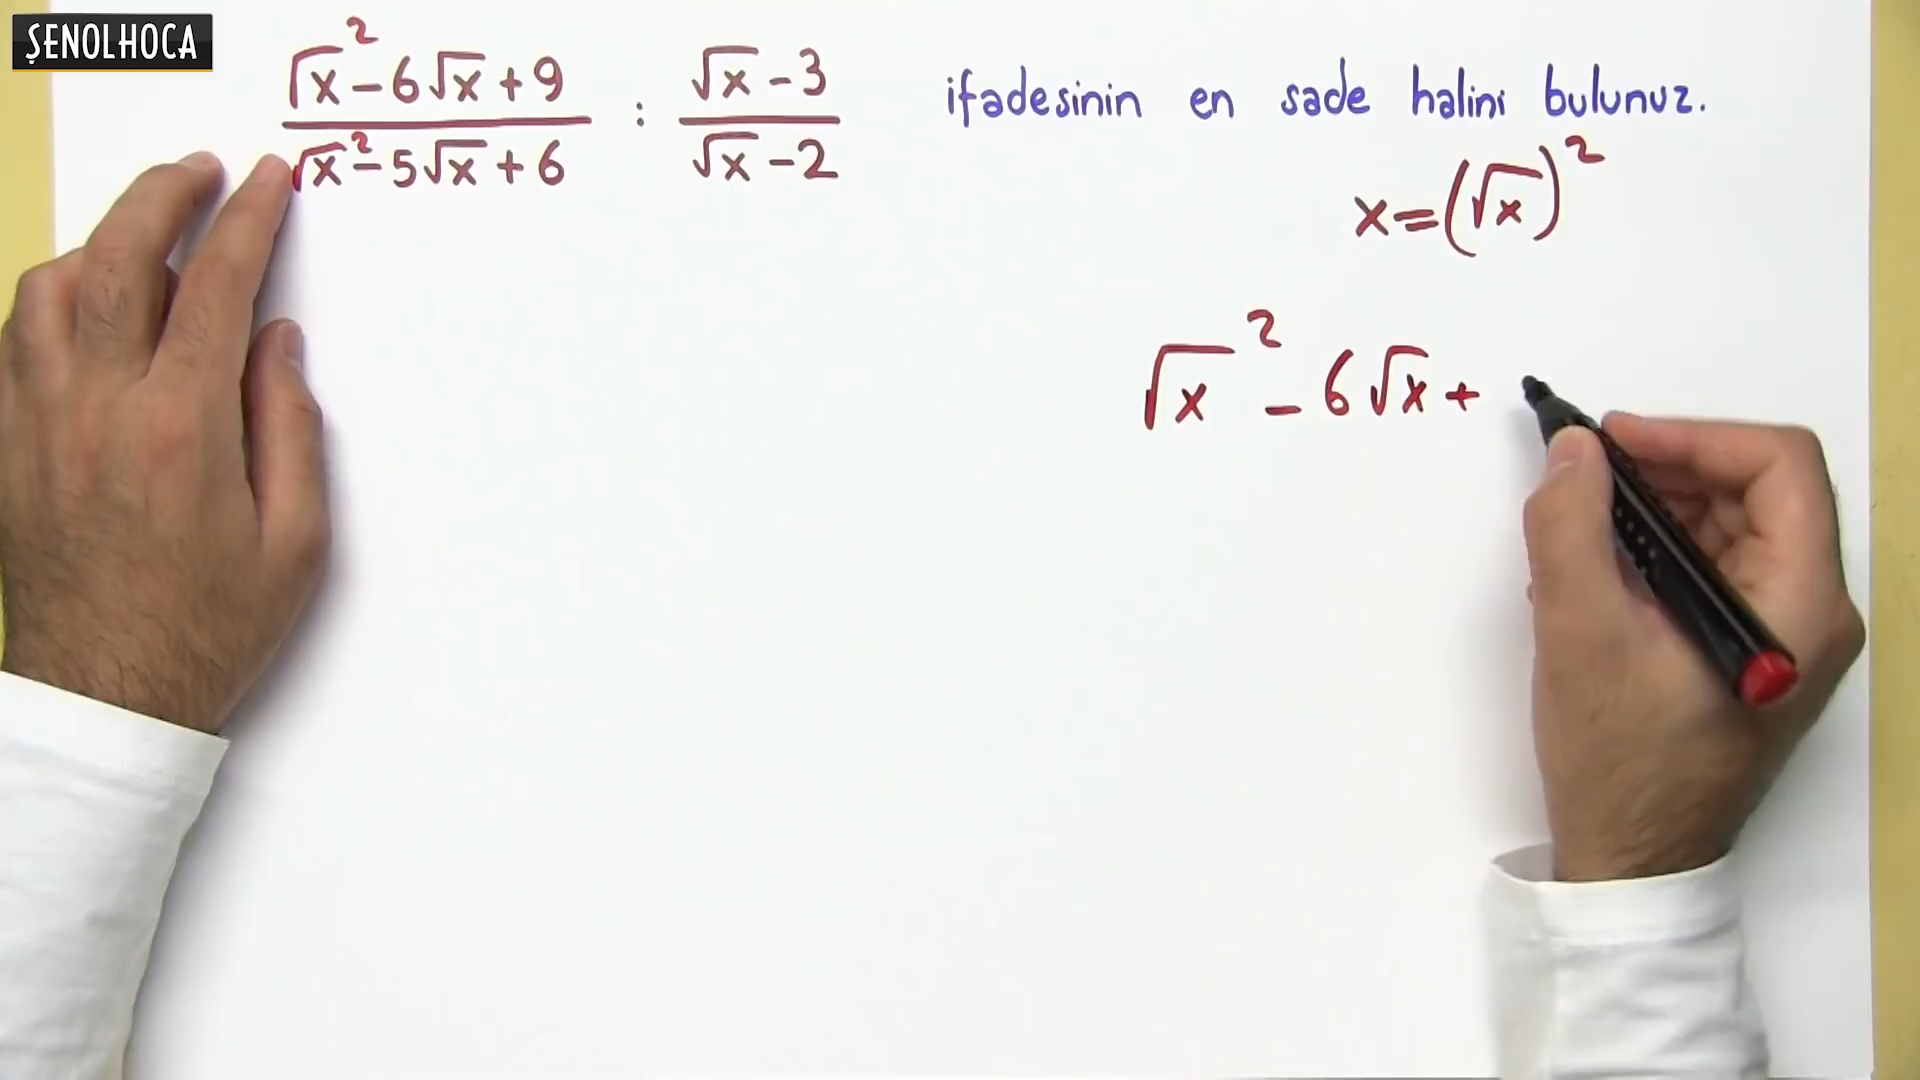 ŞENOLHOCA
√x² - 6√x + 9 / √x² - 5√x + 6 : √x - 3 / √x - 2 ifadesinin en sade halini bulunuz.
x = (√x)²
√x² - 6√x +